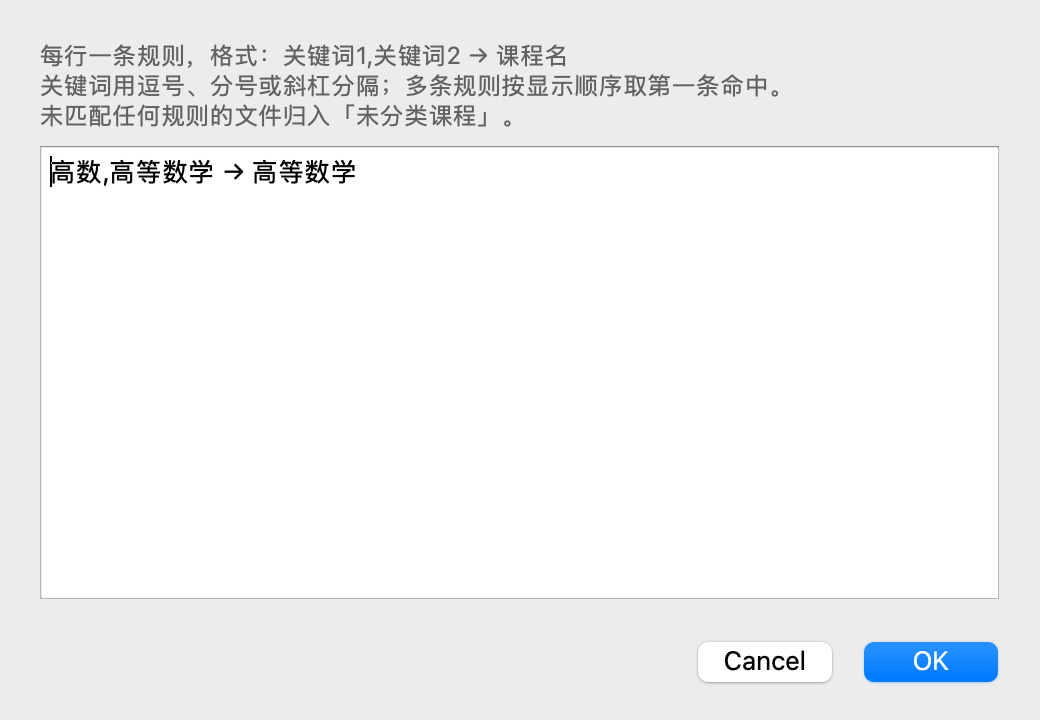 每行一条规则，格式：关键词1,关键词2 → 课程名
关键词用逗号、分号或斜杠分隔；多条规则按显示顺序取第一条命中。
未匹配任何规则的文件归入「未分类课程」。
高数,高等数学 → 高等数学
Cancel
OK